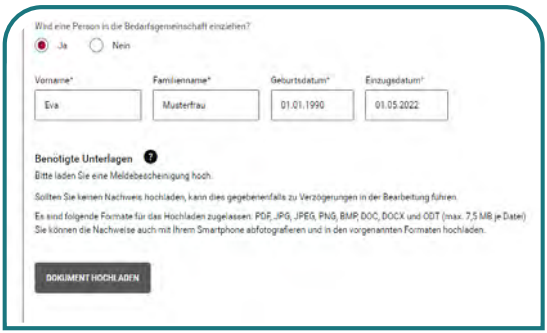 Wird eine Person in die Bedarfsgemeinschaft einziehen?
Ja Nein
Vorname* Familienname* Geburtsdatum* Einzugsdatum*
Eva Musterfrau 01.01.1990 01.05.2022
Benötigte Unterlagen ?
Bitte laden Sie eine Meldebescheinigung hoch.
Sollten Sie keinen Nachweis hochladen, kann dies gegebenenfalls zu Verzögerungen in der Bearbeitung führen.
Es sind folgende Formate für das Hochladen zugelassen: PDF, JPG, JPEG, PNG, BMP, DOC, DOCX und ODT (max. 7,5 MB je Datei)
Sie können die Nachweise auch mit Ihrem Smartphone abfotografieren und in den vorgenannten Formaten hochladen.
DOKUMENT HOCHLADEN